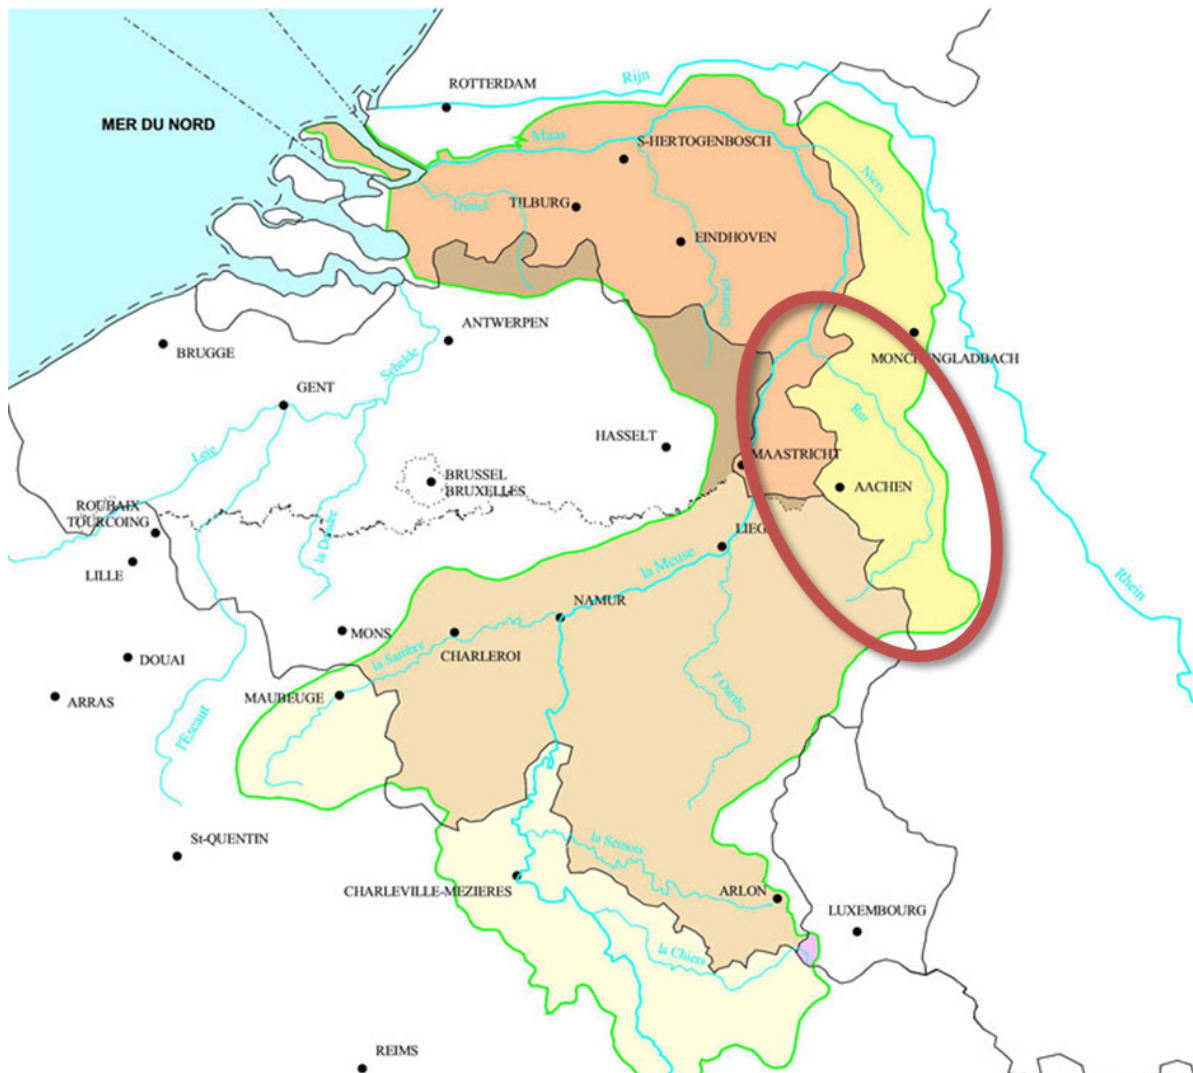 ROTTERDAM
Rijn
MER DU NORD
Maas
S-HERTOGENBOSCH
Niers
TILBURG
EINDHOVEN
ANTWERPEN
BRUGGE
Schelde
GENT
MONCHENGLADBACH
Rur
HASSELT
Leie
MAASTRICHT
BRUSSEL
BRUXELLES
AACHEN
ROUBAIX
TOURCOING
la Dendre
LIEG
LILLE
la Meuse
Rhein
NAMUR
MONS
DOUAI
CHARLEROI
la Sambre
MAUBEUGE
l'Ourthe
ARRAS
l'Escaut
St-QUENTIN
la Semois
CHARLEVILLE-MEZIERES
ARLON
LUXEMBOURG
la Chiers
REIMS